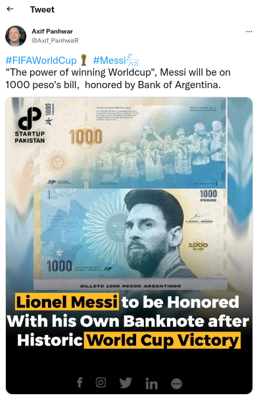 Tweet
Axif Panhwar
@Axif_PanhwaR
#FIFAWorldCup #Messi
"The power of winning Worldcup", Messi will be on
1000 peso's bill, honored by Bank of Argentina.
STARTUP
PAKISTAN
1000
1000
PESOS
LIONEL MESSI
1000
1000
BILLETE 1000 PESOS ARGENTINOS
Lionel Messi to be Honored
With his Own Banknote after
Historic World Cup Victory